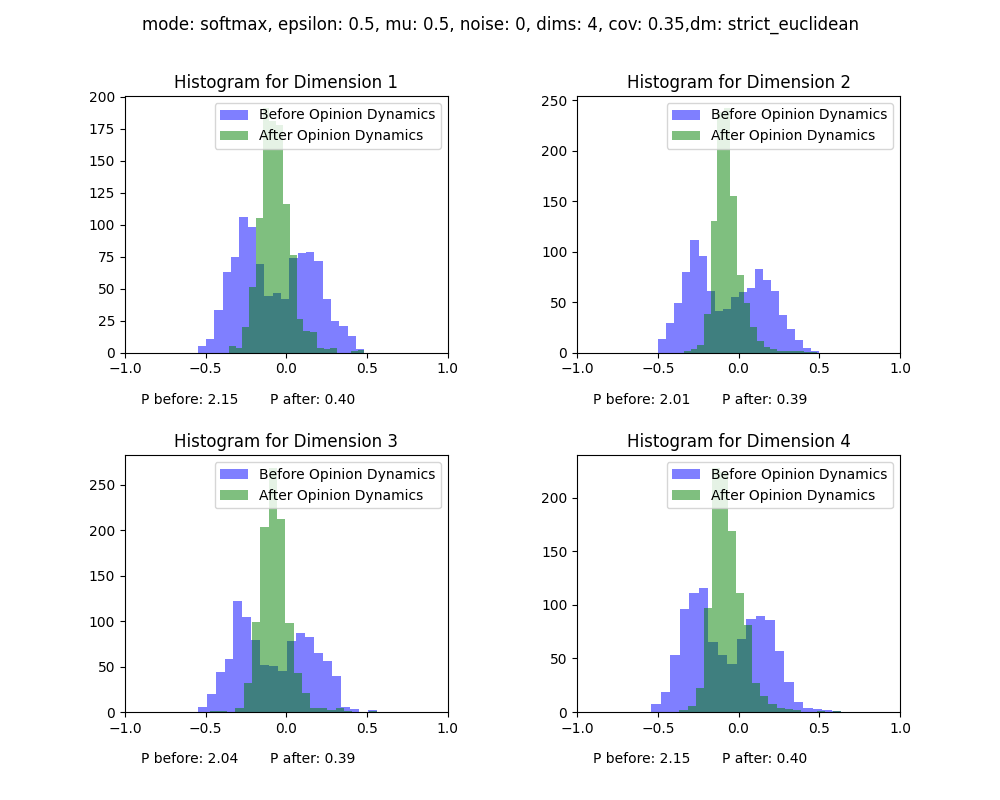 mode: softmax, epsilon: 0.5, mu: 0.5, noise: 0, dims: 4, cov: 0.35,dm: strict_euclidean
Histogram for Dimension 1
Before Opinion Dynamics
After Opinion Dynamics
200
175
150
125
100
75
50
25
0
−1.0 −0.5 0.0 0.5 1.0
P before: 2.15 P after: 0.40
Histogram for Dimension 2
Before Opinion Dynamics
After Opinion Dynamics
250
200
150
100
50
0
−1.0 −0.5 0.0 0.5 1.0
P before: 2.01 P after: 0.39
Histogram for Dimension 3
Before Opinion Dynamics
After Opinion Dynamics
250
200
150
100
50
0
−1.0 −0.5 0.0 0.5 1.0
P before: 2.04 P after: 0.39
Histogram for Dimension 4
Before Opinion Dynamics
After Opinion Dynamics
200
150
100
50
0
−1.0 −0.5 0.0 0.5 1.0
P before: 2.15 P after: 0.40